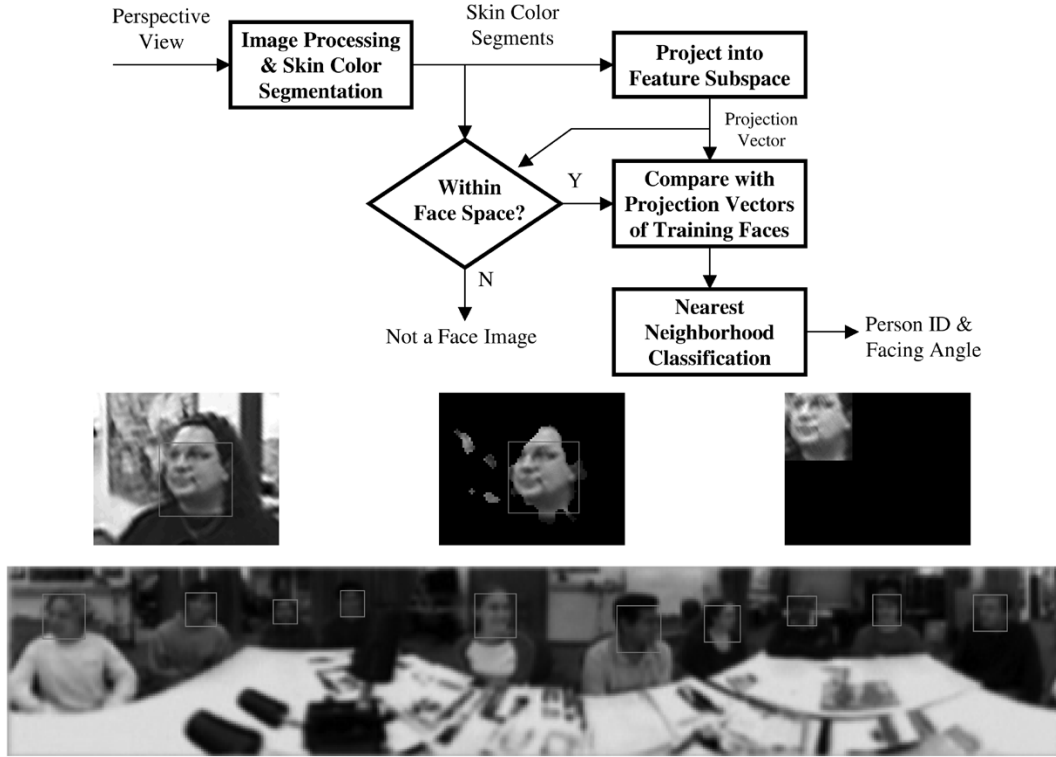 Perspective
View
Image Processing
& Skin Color
Segmentation
Skin Color
Segments
Project into
Feature Subspace
Projection
Vector
Within
Face Space?
Y
Compare with
Projection Vectors
of Training Faces
N
Not a Face Image
Nearest
Neighborhood
Classification
Person ID &
Facing Angle